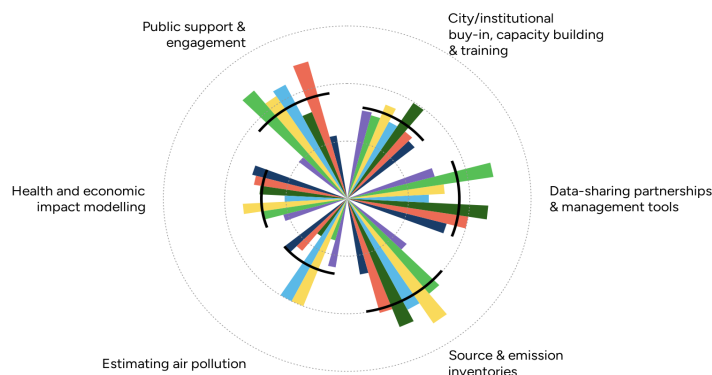 Public support &
engagement
City/institutional
buy-in, capacity building
& training
Health and economic
impact modelling
Data-sharing partnerships
& management tools
Estimating air pollution
Source & emission
inventories